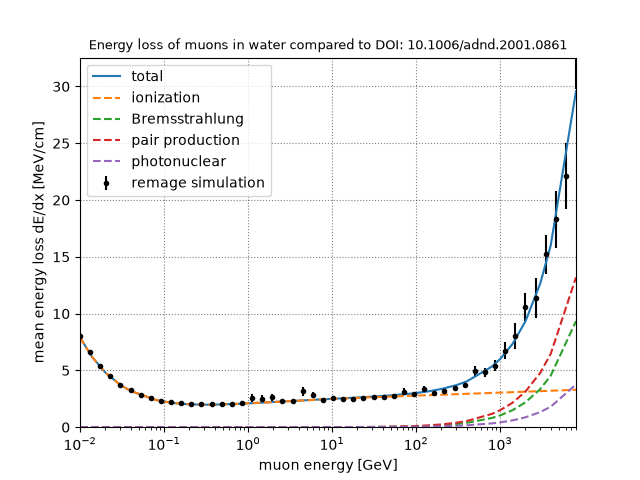 Energy loss of muons in water compared to DOI: 10.1006/adnd.2001.0861
total
ionization
Bremsstrahlung
pair production
photonuclear
remage simulation
mean energy loss dE/dx [MeV/cm]
30
25
20
15
10
5
0
10⁻² 10⁻¹ 10⁰ 10¹ 10² 10³
muon energy [GeV]